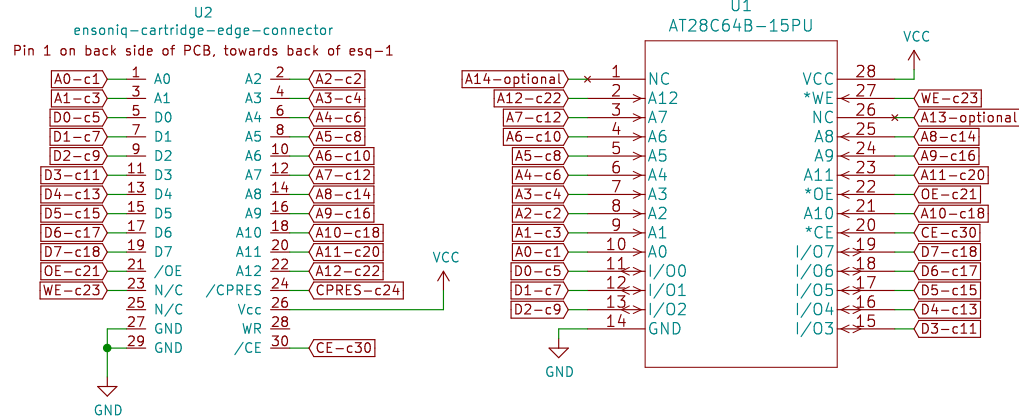 U2
ensoniq-cartridge-edge-connector
Pin 1 on back side of PCB, towards back of esq-1
A0-c1 1 A0 A2 2 A2-c2
A1-c3 3 A1 A3 4 A3-c4
D0-c5 5 D0 A4 6 A4-c6
D1-c7 7 D1 A5 8 A5-c8
D2-c9 9 D2 A6 10 A6-c10
D3-c11 11 D3 A7 12 A7-c12
D4-c13 13 D4 A8 14 A8-c14
D5-c15 15 D5 A9 16 A9-c16
D6-c17 17 D6 A10 18 A10-c18
D7-c18 19 D7 A11 20 A11-c20
OE-c21 21 /OE A12 22 A12-c22
WE-c23 23 N/C /CPRES 24 CPRES-c24
25 N/C Vcc 26
VCC
27 GND WR 28
29 GND /CE 30 CE-c30
GND
U1
AT28C64B-15PU
VCC
A14-optional 1 NC VCC 28
A12-c22 2 A12 *WE 27 WE-c23
A7-c12 3 A7 NC 26 A13-optional
A6-c10 4 A6 A8 25 A8-c14
A5-c8 5 A5 A9 24 A9-c16
A4-c6 6 A4 A11 23 A11-c20
A3-c4 7 A3 *OE 22 OE-c21
A2-c2 8 A2 A10 21 A10-c18
A1-c3 9 A1 *CE 20 CE-c30
A0-c1 10 A0 I/O7 19 D7-c18
D0-c5 11 I/O0 I/O6 18 D6-c17
D1-c7 12 I/O1 I/O5 17 D5-c15
D2-c9 13 I/O2 I/O4 16 D4-c13
14 GND I/O3 15 D3-c11
GND